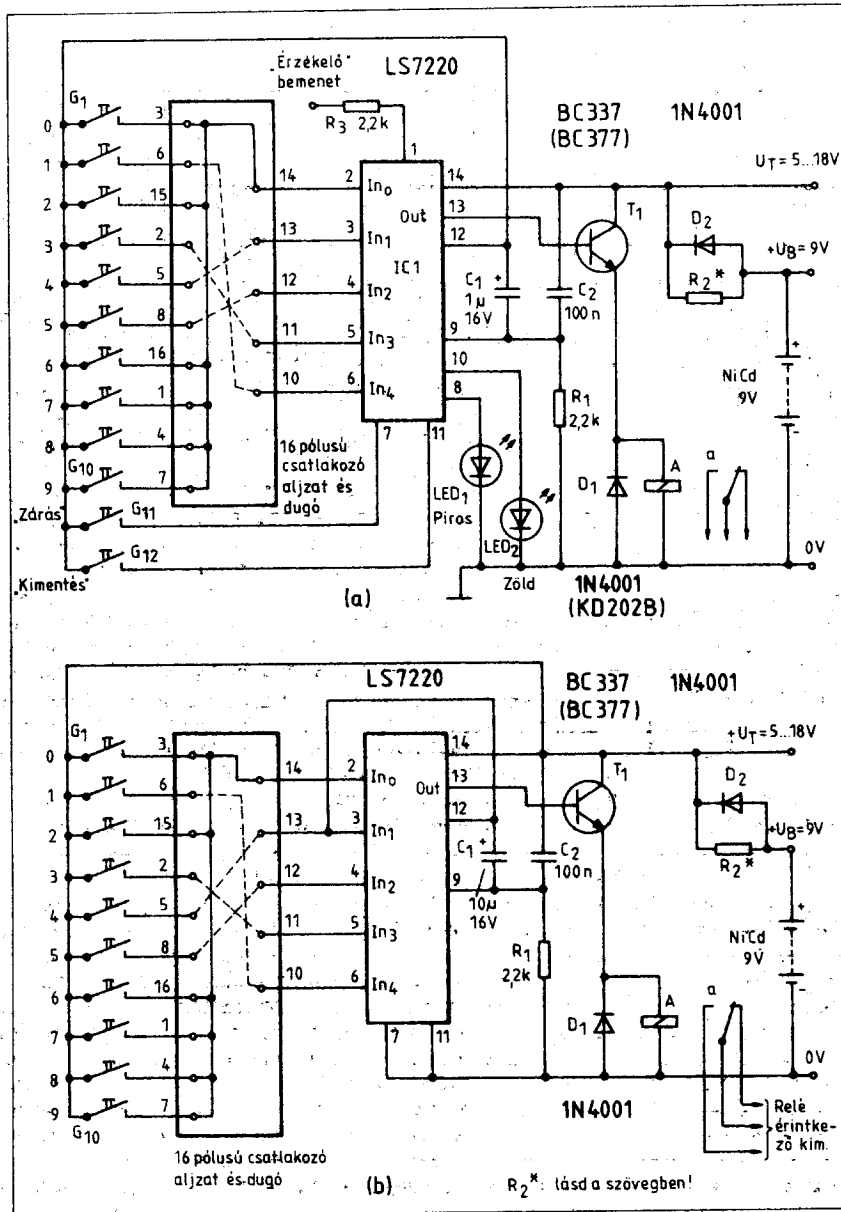 „Érzékelő"
bemenet
LS7220
R3 2,2k
BC337
(BC377)
1N4001
UT = 5...18V
G1
0
1
2
3
4
5
6
7
8
9
3
6
15
2
5
8
16
1
4
7
14
13
12
11
10
1
2
3
4
5
6
In0
In1
In2
In3
In4
Out
IC1
14
13
12
9
10
8
7
11
C1
1µ
16V
+
C2
100n
T1
D2
R2*
+UB = 9V
+
NiCd
9V
-
R1
2,2k
D1
A
a
0V
LED1
Piros
LED2
Zöld
16 pólusú
csatlakozó
aljzat és
dugó
G10
„Zárás"
G11
G12
„Kimentés"
(a)
1N4001
(KD202B)
LS7220
BC337
(BC377)
1N4001
+UT = 5...18V
G1
0
1
2
3
4
5
6
7
8
9
3
6
15
2
5
8
16
1
4
7
14
13
12
11
10
2
3
4
5
6
In0
In1
In2
In3
In4
Out
14
13
12
9
7
11
C1
10µ
16V
+
C2
100n
T1
D2
R2*
+UB = 9V
+
NiCd
9V
-
R1
2,2k
D1
A
a
0V
G10
1N4001
Relé
érintke-
ző kim.
16 pólusú csatlakozó
aljzat és dugó
(b)
R2*: lásd a szövegben!